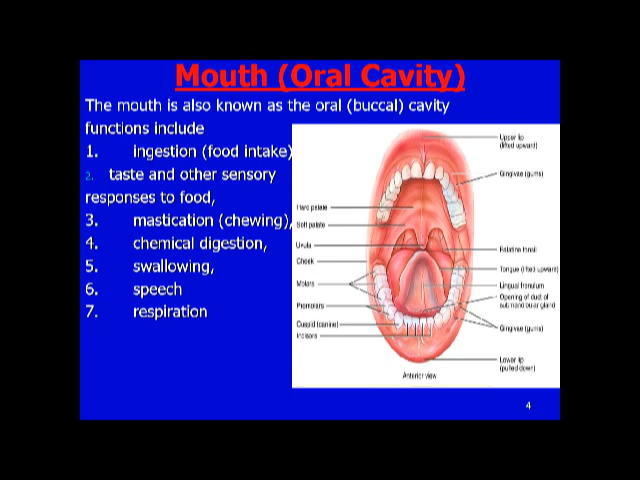 Mouth (Oral Cavity)
The mouth is also known as the oral (buccal) cavity
functions include
1. ingestion (food intake)
2. taste and other sensory
responses to food,
3. mastication (chewing),
4. chemical digestion,
5. swallowing,
6. speech
7. respiration
Upper lip
(lifted upward)
Gingivae (gums)
Hard palate
Soft palate
Uvula
Cheek
Molars
Premolars
Cuspid (canine)
Incisors
Palatine tonsil
Tongue (lifted upward)
Lingual frenulum
Opening of duct of
submandibular gland
Gingivae (gums)
Lower lip
(pulled down)
Anterior view
4